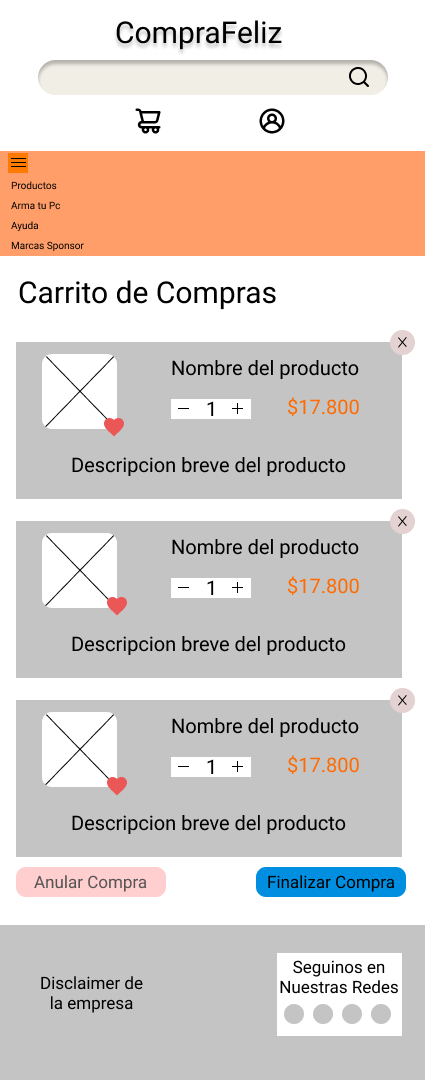 CompraFeliz
Productos
Arma tu Pc
Ayuda
Marcas Sponsor
Carrito de Compras
X
Nombre del producto
1
$17.800
Descripcion breve del producto
X
Nombre del producto
1
$17.800
Descripcion breve del producto
X
Nombre del producto
1
$17.800
Descripcion breve del producto
Anular Compra
Finalizar Compra
Disclaimer de
la empresa
Seguinos en
Nuestras Redes